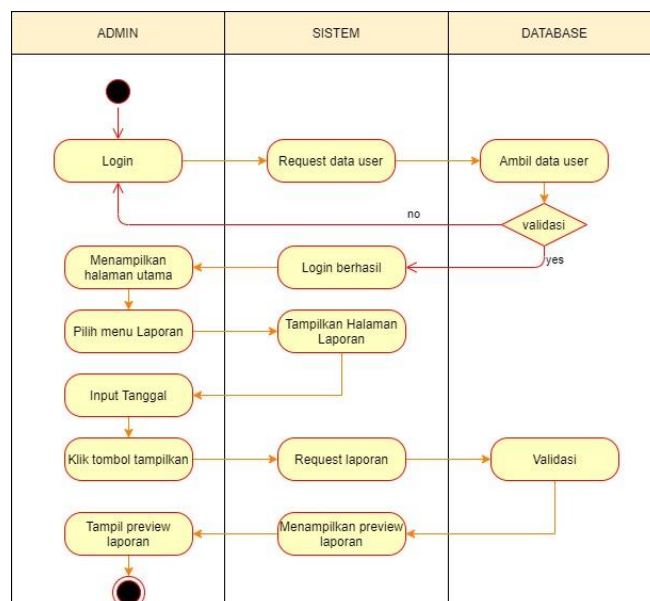 ADMIN
SISTEM
DATABASE
Login
Request data user
Ambil data user
no
validasi
yes
Menampilkan
halaman utama
Login berhasil
Pilih menu Laporan
Tampilkan Halaman
Laporan
Input Tanggal
Klik tombol tampilkan
Request laporan
Validasi
Tampil preview
laporan
Menampilkan preview
laporan